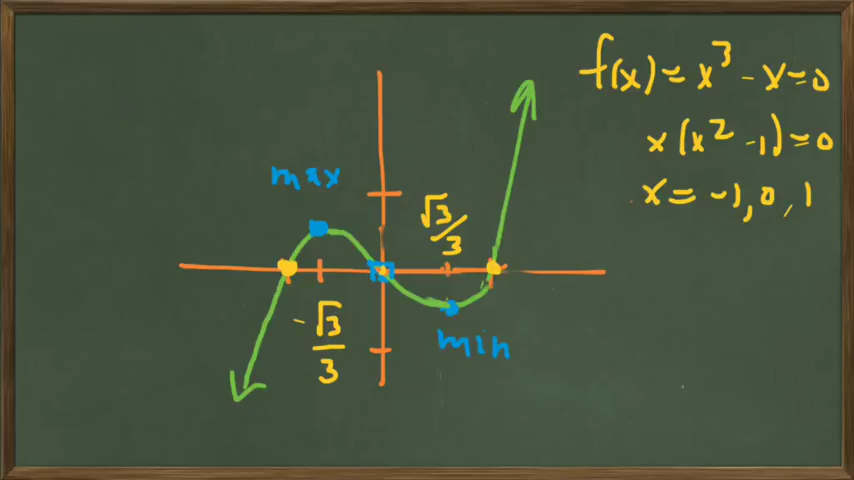 f(x) = x³ - x = 0
x(x² - 1) = 0
x = -1, 0, 1
max
√3/3
-√3/3
min